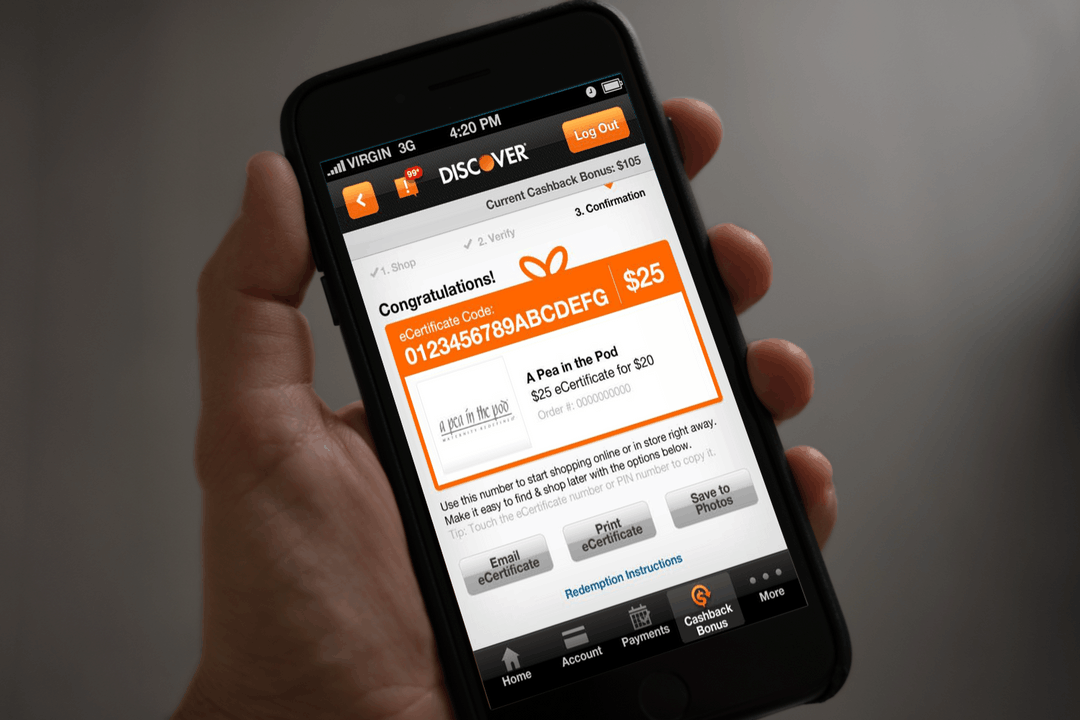 VIRGIN 3G 4:20 PM
99+
!
DISCOVER
Log Out
Current Cashback Bonus: $105
✓1. Shop
✓ 2. Verify
3. Confirmation
Congratulations!
eCertificate Code:
0123456789ABCDEFG
$25
a pea in the pod
MATERNITY REDEFINED
A Pea in the Pod
$25 eCertificate for $20
Order #: 0000000000
Use this number to start shopping online or in store right away.
Make it easy to find & shop later with the options below.
Tip: Touch the eCertificate number or PIN number to copy it.
Email
eCertificate
Print
eCertificate
Save to
Photos
Redemption Instructions
Home
Account
Payments
Cashback
Bonus
More